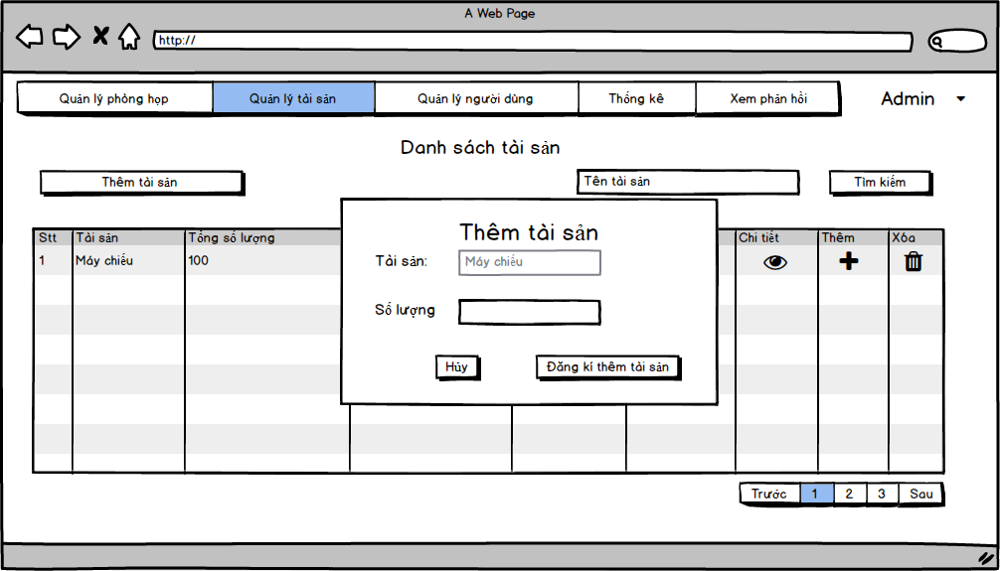 A Web Page
http://
Quản lý phòng họp Quản lý tài sản Quản lý người dùng Thống kê Xem phản hồi Admin
Danh sách tài sản
Thêm tài sản Tên tài sản Tìm kiếm
Stt Tài sản Tổng số lượng Chi tiết Thêm Xóa
1 Máy chiếu 100
Thêm tài sản
Tài sản: Máy chiếu
Số lượng
Hủy Đăng kí thêm tài sản
Trước 1 2 3 Sau